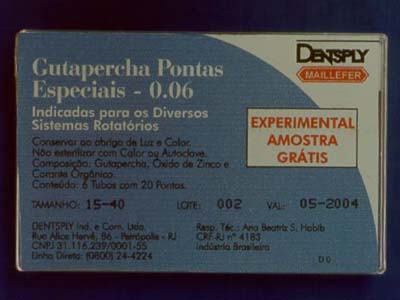 Gutapercha Pontas
Especiais - 0.06
DENTSPLY
MAILLEFER
Indicadas para os Diversos
Sistemas Rotatórios
EXPERIMENTAL
AMOSTRA
GRÁTIS
Conservar ao abrigo de Luz e Calor.
Não esterilizar com Calor ou Autoclave.
Composição: Gutapercha, Óxido de Zinco e
Corante Orgânico.
Conteúdo: 6 Tubos com 20 Pontas.
TAMANHO: 15-40 LOTE: 002 VAL: 05-2004
DENTSPLY Ind. e Com. Ltda.
Rua Alice Hervê, 86 - Petrópolis - RJ
CNPJ 31.116.239/0001-55
Linha Direta: (0800) 24-4224
Resp. Téc.: Ana Beatriz S. Habib
CRF-RJ nº 4183
Indústria Brasileira
D0